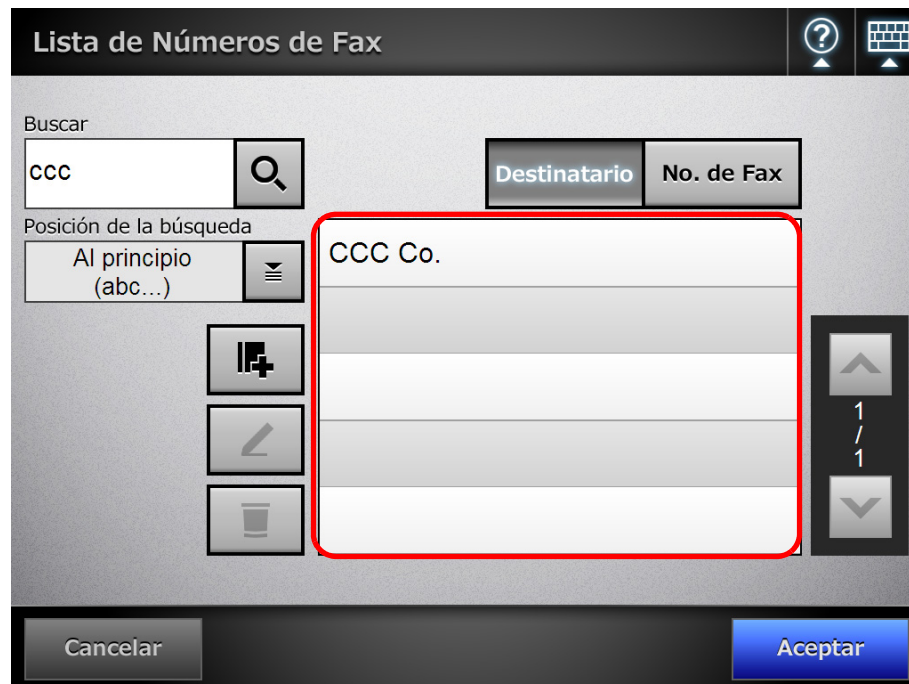 Lista de Números de Fax
?
Buscar
ccc
Destinatario
No. de Fax
Posición de la búsqueda
Al principio
(abc...)
CCC Co.
1
/
1
Cancelar
Aceptar